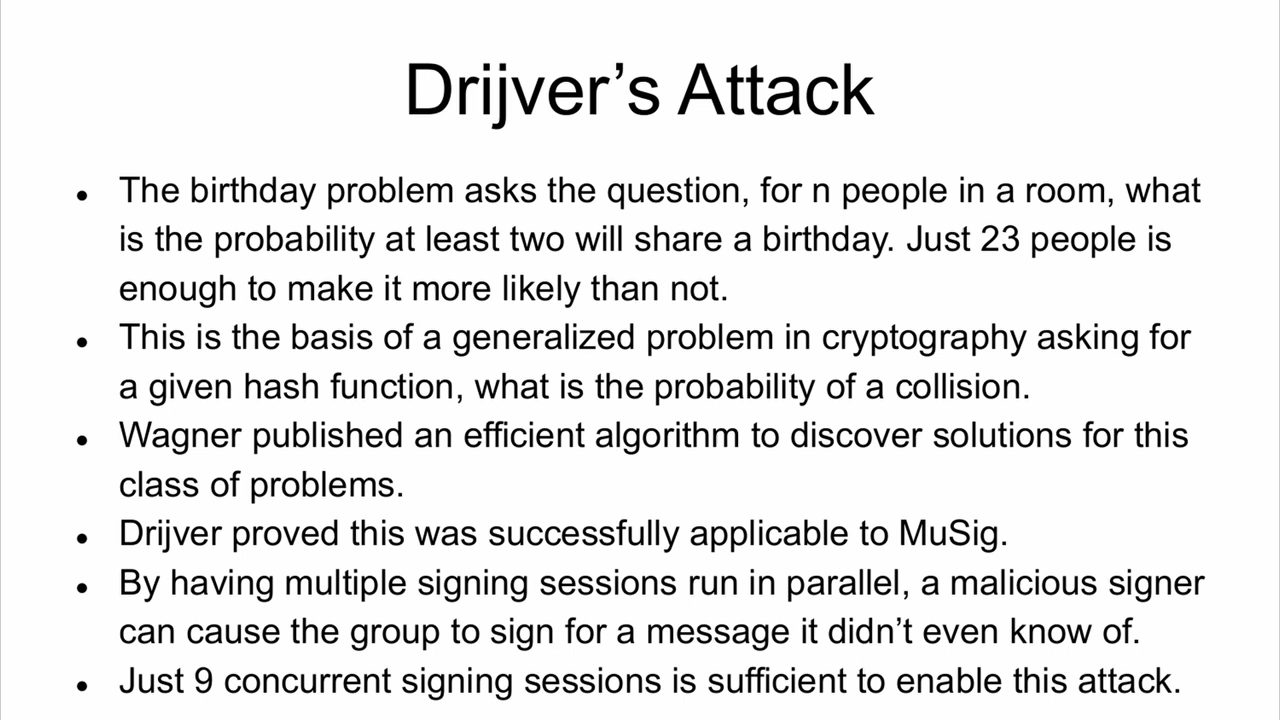 Drijver’s Attack
● The birthday problem asks the question, for n people in a room, what
is the probability at least two will share a birthday. Just 23 people is
enough to make it more likely than not.
● This is the basis of a generalized problem in cryptography asking for
a given hash function, what is the probability of a collision.
● Wagner published an efficient algorithm to discover solutions for this
class of problems.
● Drijver proved this was successfully applicable to MuSig.
● By having multiple signing sessions run in parallel, a malicious signer
can cause the group to sign for a message it didn’t even know of.
● Just 9 concurrent signing sessions is sufficient to enable this attack.